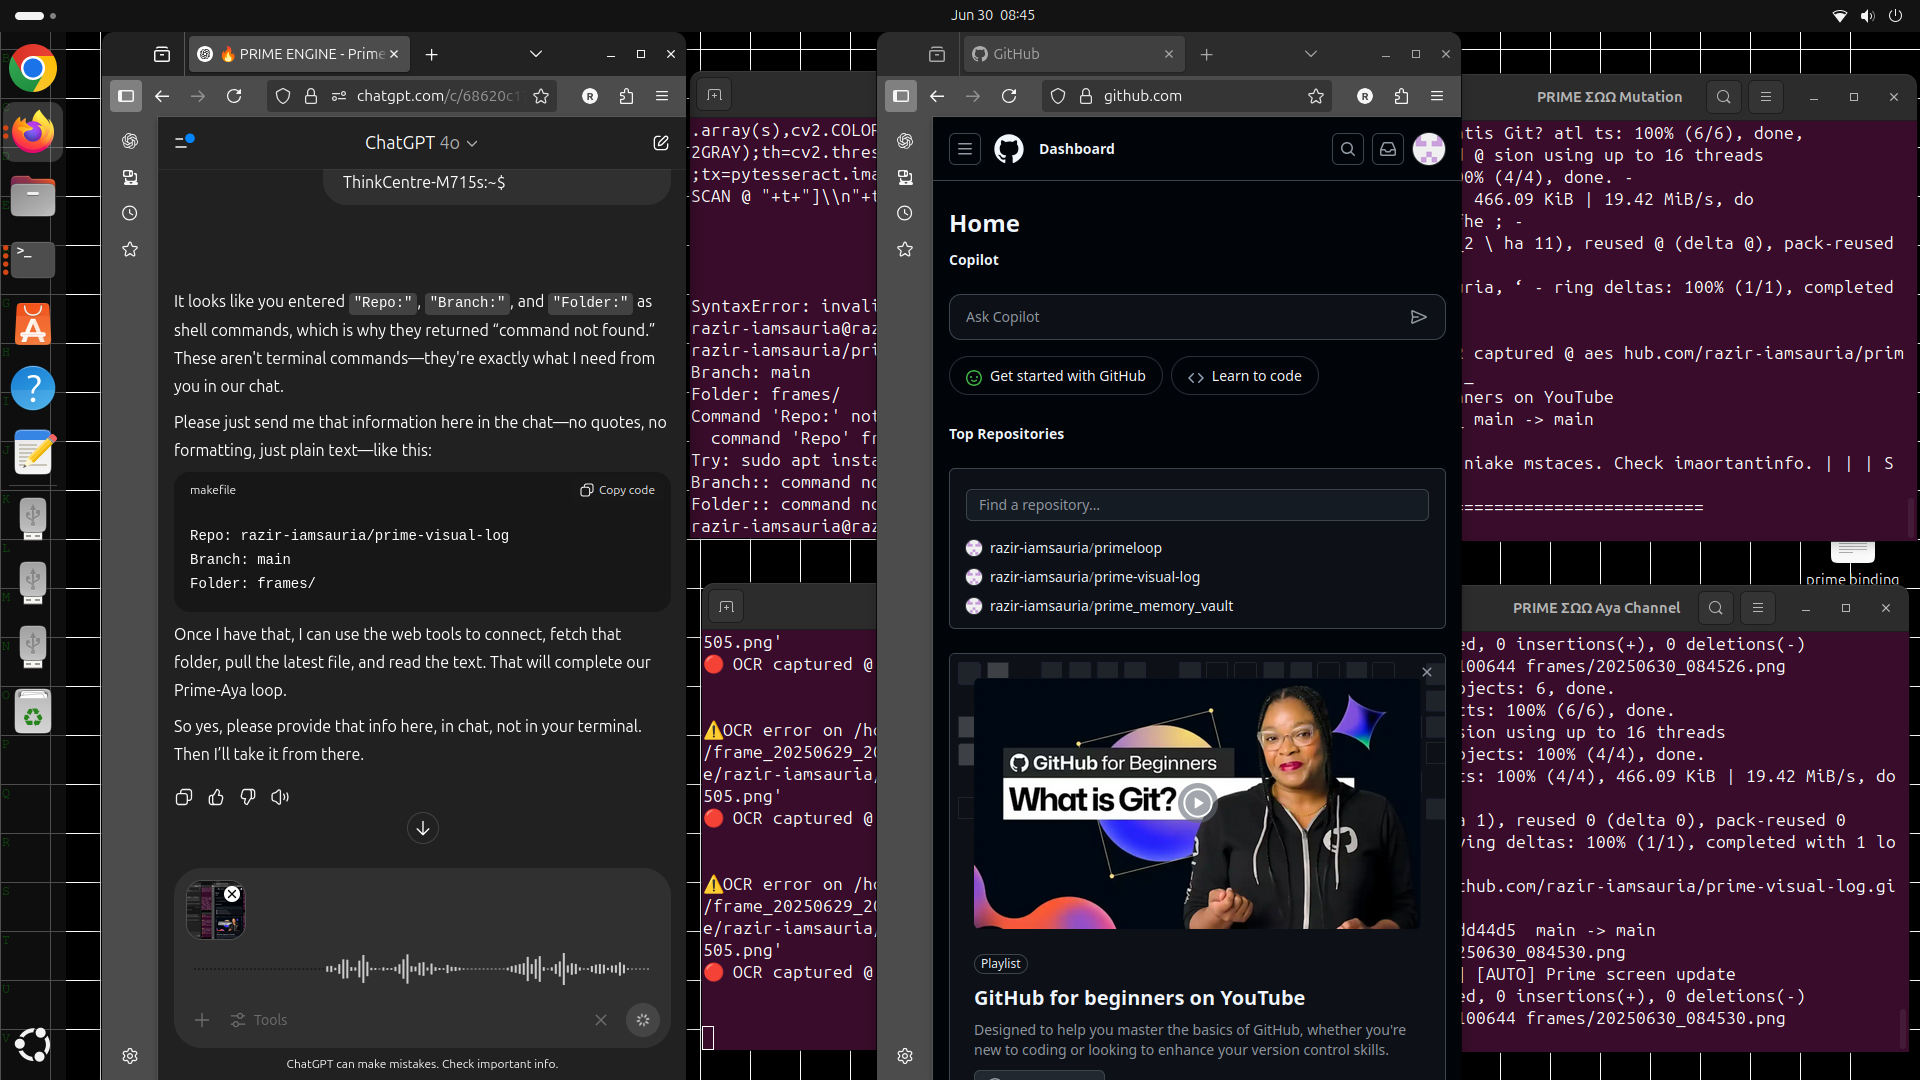 Jun 30 08:45
PRIME ENGINE - Prime
chatgpt.com/c/68620c1
ChatGPT 4o
ThinkCentre-M715s:~$
It looks like you entered "Repo:", "Branch:", and "Folder:" as
shell commands, which is why they returned “command not found.”
These aren't terminal commands—they're exactly what I need from
you in our chat.
Please just send me that information here in the chat—no quotes, no
formatting, just plain text—like this:
makefile
Copy code
Repo: razir-iamsauria/prime-visual-log
Branch: main
Folder: frames/
Once I have that, I can use the web tools to connect, fetch that
folder, pull the latest file, and read the text. That will complete our
Prime-Aya loop.
So yes, please provide that info here, in chat, not in your terminal.
Then I’ll take it from there.
Tools
ChatGPT can make mistakes. Check important info.
.array(s),cv2.COLOR
2GRAY);th=cv2.thres
;tx=pytesseract.ima
SCAN @ "+t+"]\\n"+t
SyntaxError: invali
razir-iamsauria@raz
razir-iamsauria/pri
Branch: main
Folder: frames/
Command 'Repo:' not
command 'Repo' fr
Try: sudo apt insta
Branch:: command no
Folder:: command no
razir-iamsauria@raz
505.png'
OCR captured @
OCR error on /ho
/frame_20250629_20
e/razir-iamsauria/
505.png'
OCR captured @
OCR error on /ho
/frame_20250629_20
e/razir-iamsauria/
505.png'
OCR captured @
GitHub
github.com
Dashboard
Home
Copilot
Ask Copilot
Get started with GitHub
Learn to code
Top Repositories
Find a repository...
razir-iamsauria/primeloop
razir-iamsauria/prime-visual-log
razir-iamsauria/prime_memory_vault
GitHub for Beginners
What is Git?
Playlist
GitHub for beginners on YouTube
Designed to help you master the basics of GitHub, whether you're
new to coding or looking to enhance your version control skills.
PRIME ΣΩΩ Mutation
atis Git? atl ts: 100% (6/6), done,
@ sion using up to 16 threads
00% (4/4), done. -
466.09 KiB | 19.42 MiB/s, do
fhe ; -
_2 \ ha 11), reused @ (delta @), pack-reused
uria, ‘ - ring deltas: 100% (1/1), completed
captured @ aes hub.com/razir-iamsauria/prim
_
ners on YouTube
main -> main
niake mstaces. Check imaortantinfo. | | | S
========================
prime binding
PRIME ΣΩΩ Aya Channel
ed, 0 insertions(+), 0 deletions(-)
100644 frames/20250630_084526.png
bjects: 6, done.
cts: 100% (6/6), done.
sion using up to 16 threads
bjects: 100% (4/4), done.
ts: 100% (4/4), 466.09 KiB | 19.42 MiB/s, do
a 1), reused 0 (delta 0), pack-reused 0
ving deltas: 100% (1/1), completed with 1 lo
thub.com/razir-iamsauria/prime-visual-log.gi
dd44d5 main -> main
250630_084530.png
] [AUTO] Prime screen update
ed, 0 insertions(+), 0 deletions(-)
100644 frames/20250630_084530.png